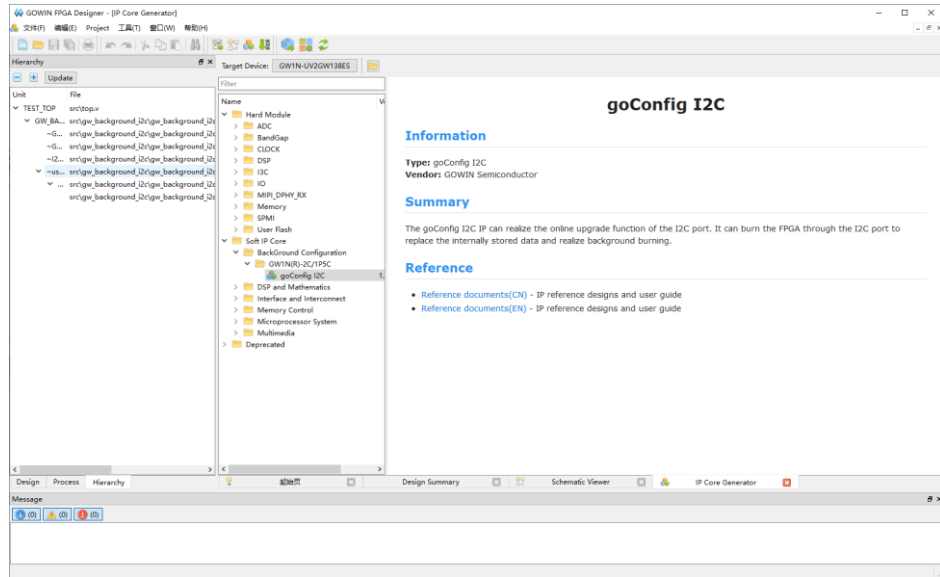 GOWIN FPGA Designer - [IP Core Generator]
文件(F) 编辑(E) Project 工具(T) 窗口(W) 帮助(H)
Hierarchy
Update
Unit File
TEST_TOP src\top.v
GW_BA... src\gw_background_i2c\gw_background_i2c
~G... src\gw_background_i2c\gw_background_i2c
~G... src\gw_background_i2c\gw_background_i2c
~I2... src\gw_background_i2c\gw_background_i2c
~us... src\gw_background_i2c\gw_background_i2c
... src\gw_background_i2c\gw_background_i2c
src\gw_background_i2c\gw_background_i2c
Target Device: GW1N-UV2GW138ES
Filter
Name
Hard Module
ADC
BandGap
CLOCK
DSP
I3C
IO
MIPI_DPHY_RX
Memory
SPMI
User Flash
Soft IP Core
BackGround Configuration
GW1N(R)-2C/1P5C
goConfig I2C 1.
DSP and Mathematics
Interface and Interconnect
Memory Control
Microprocessor System
Multimedia
Deprecated
goConfig I2C
Information
Type: goConfig I2C
Vendor: GOWIN Semiconductor
Summary
The goConfig I2C IP can realize the online upgrade function of the I2C port. It can burn the FPGA through the I2C port to
replace the internally stored data and realize background burning.
Reference
Reference documents(CN) - IP reference designs and user guide
Reference documents(EN) - IP reference designs and user guide
Design Process Hierarchy
起始页 Design Summary Schematic Viewer IP Core Generator
Message
(0) (0) (0)